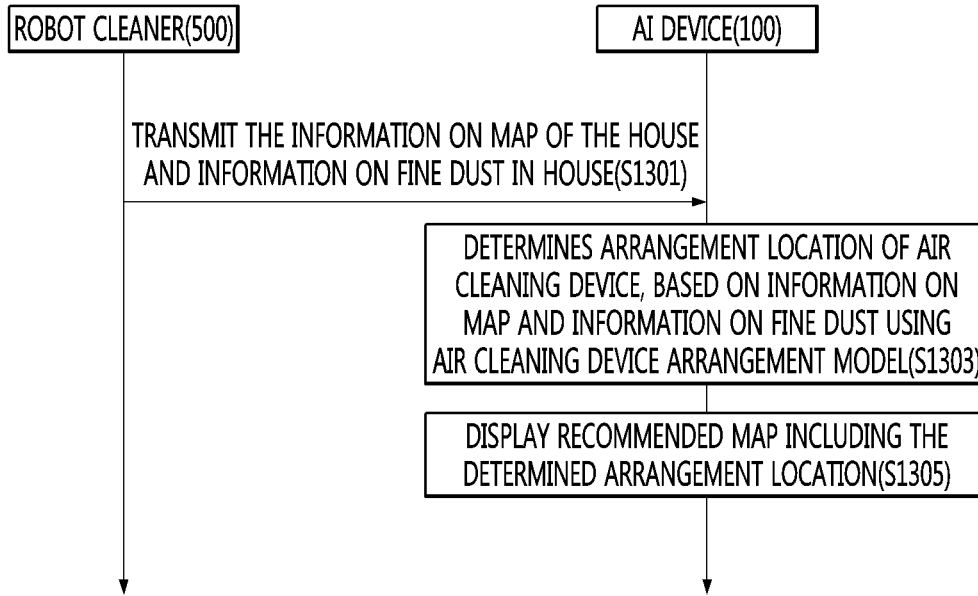 ROBOT CLEANER(500)
AI DEVICE(100)
TRANSMIT THE INFORMATION ON MAP OF THE HOUSE
AND INFORMATION ON FINE DUST IN HOUSE(S1301)
DETERMINES ARRANGEMENT LOCATION OF AIR
CLEANING DEVICE, BASED ON INFORMATION ON
MAP AND INFORMATION ON FINE DUST USING
AIR CLEANING DEVICE ARRANGEMENT MODEL(S1303)
DISPLAY RECOMMENDED MAP INCLUDING THE
DETERMINED ARRANGEMENT LOCATION(S1305)